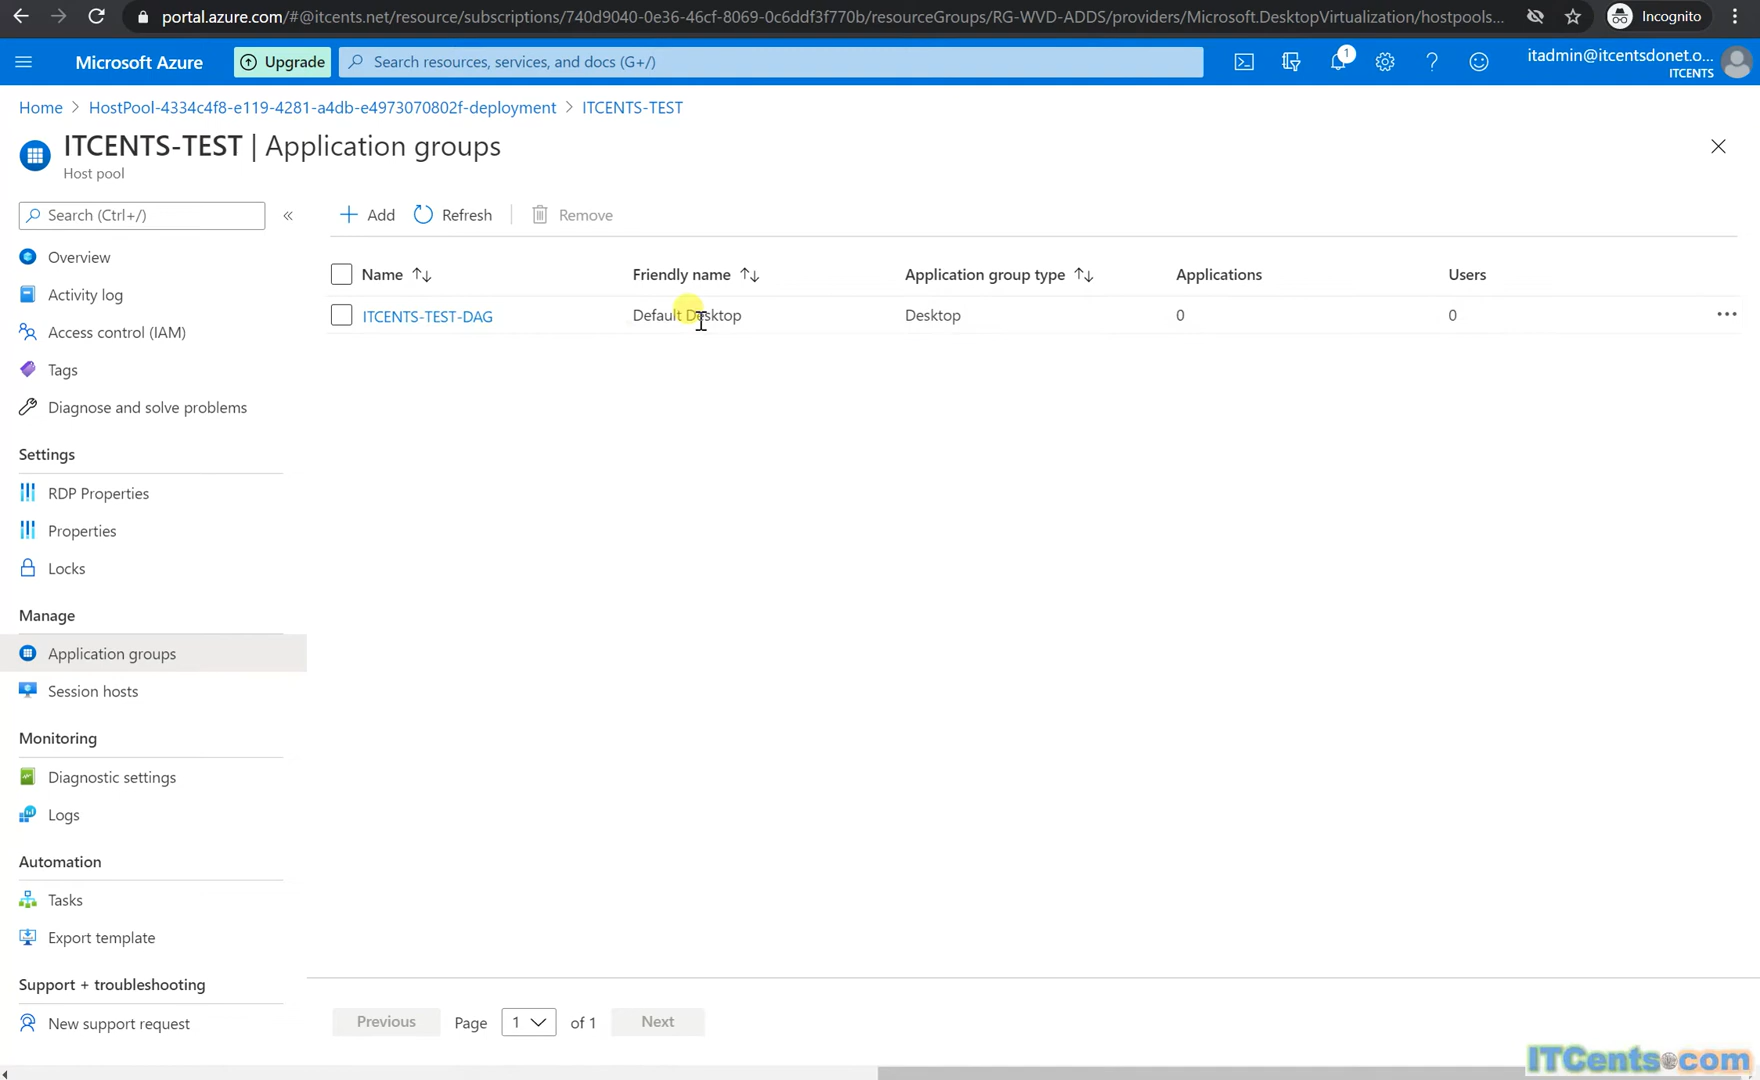 portal.azure.com/#@itcents.net/resource/subscriptions/740d9040-0e36-46cf-8069-0c6ddf3f770b/resourceGroups/RG-WVD-ADDS/providers/Microsoft.DesktopVirtualization/hostpools...
Incognito
Microsoft Azure
Upgrade
Search resources, services, and docs (G+/)
1
itadmin@itcentsdonet.o...
ITCENTS
Home > HostPool-4334c4f8-e119-4281-a4db-e4973070802f-deployment > ITCENTS-TEST
ITCENTS-TEST | Application groups
Host pool
Search (Ctrl+/)
«
Add
Refresh
Remove
Overview
Activity log
Access control (IAM)
Tags
Diagnose and solve problems
Settings
RDP Properties
Properties
Locks
Manage
Application groups
Session hosts
Monitoring
Diagnostic settings
Logs
Automation
Tasks
Export template
Support + troubleshooting
New support request
Name Friendly name Application group type Applications Users
ITCENTS-TEST-DAG Default Desktop Desktop 0 0
Previous Page 1 of 1 Next
ITCents.com